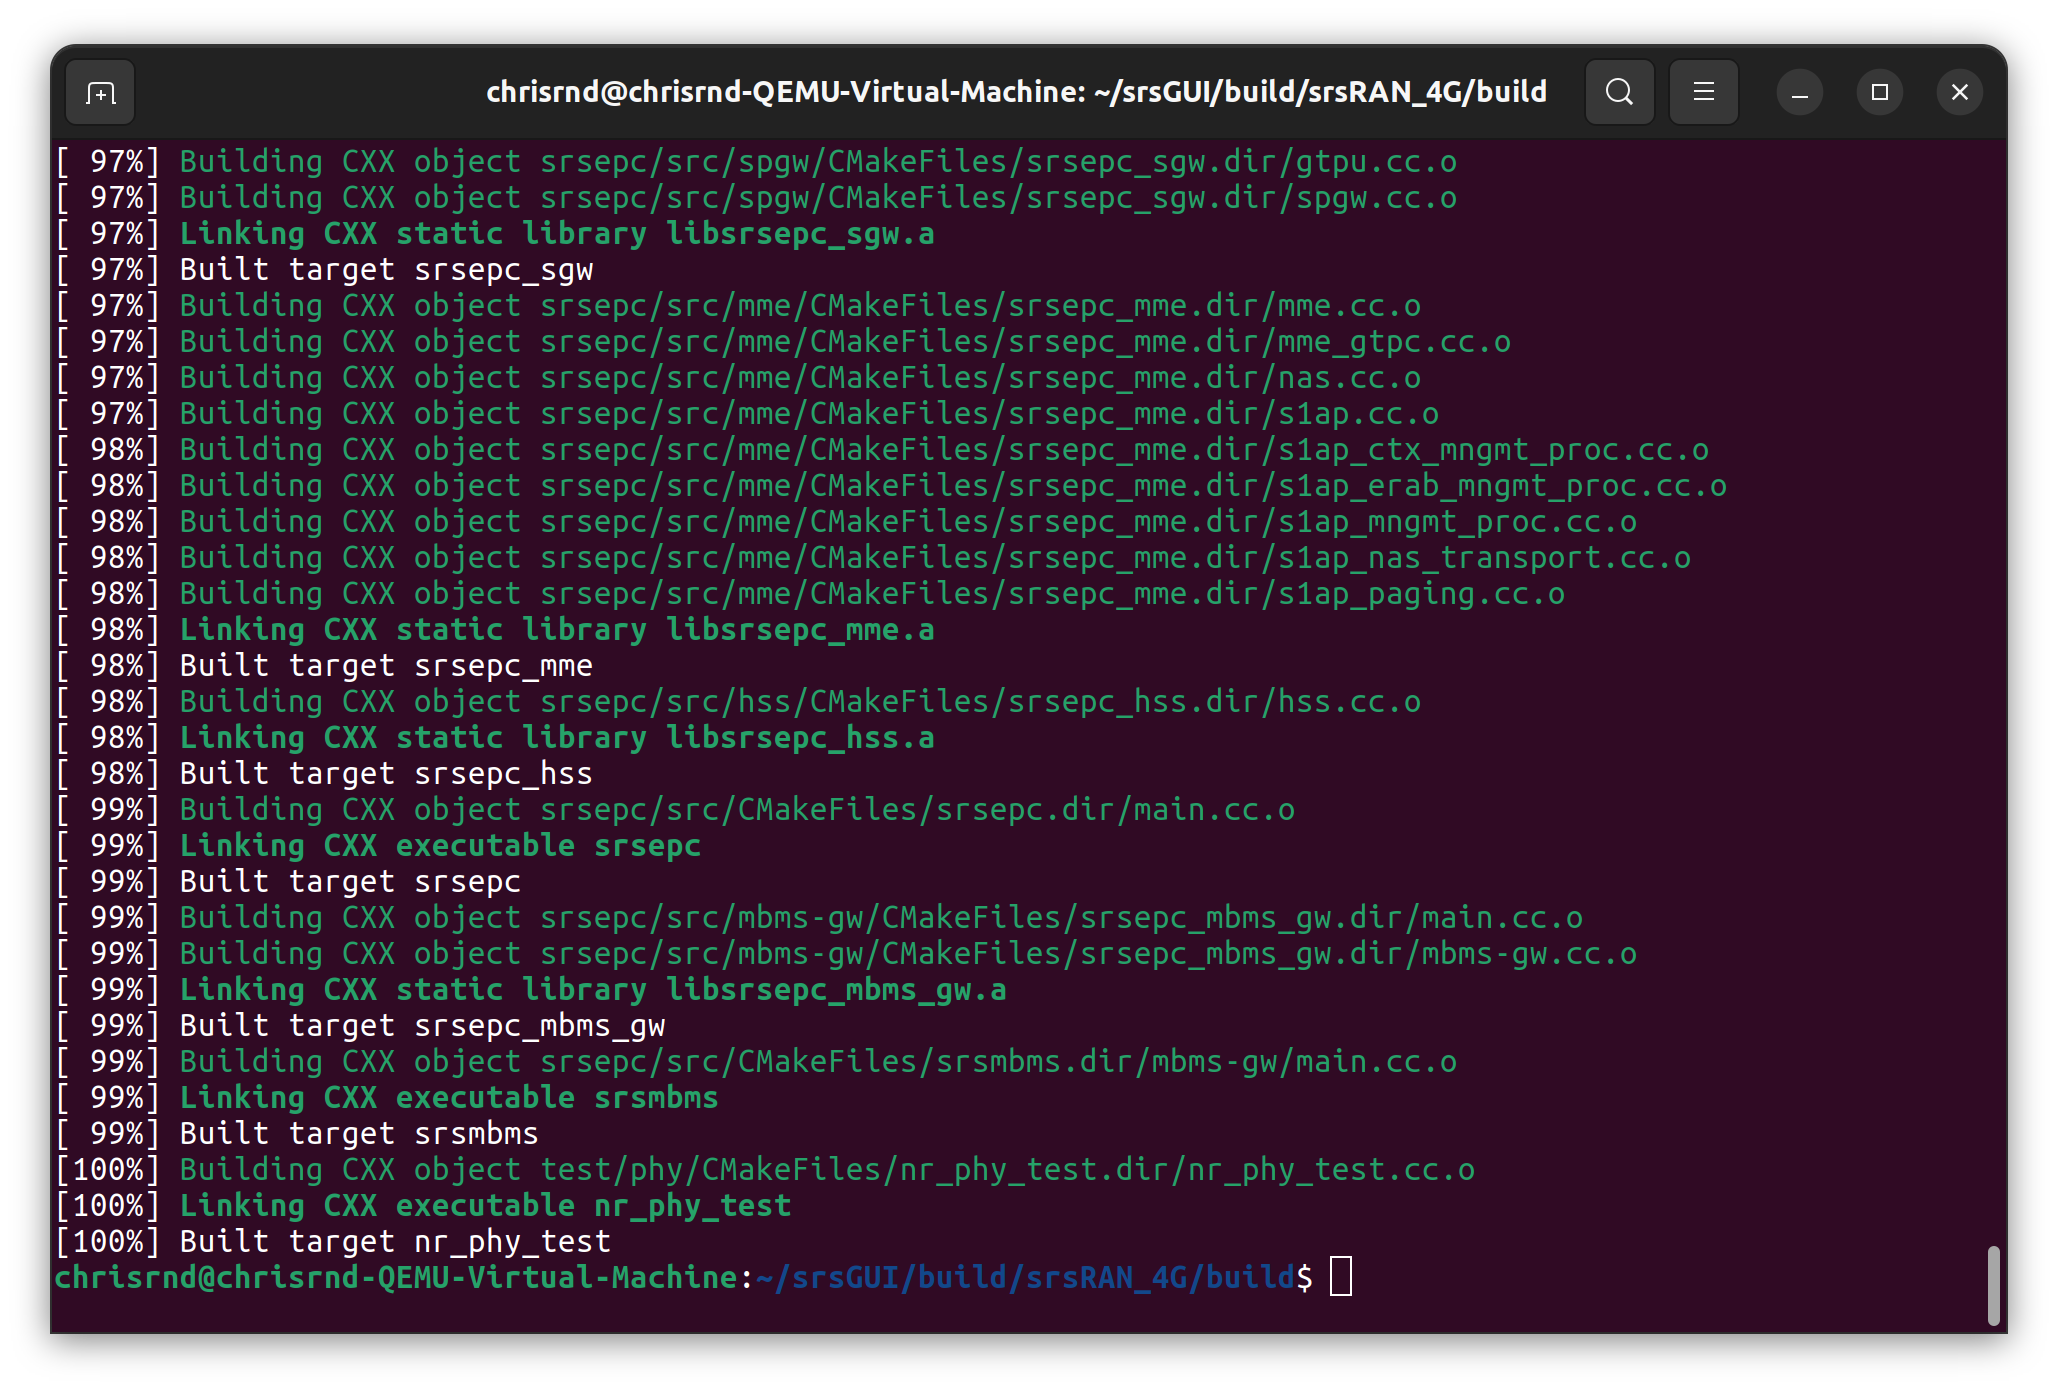 chrisrnd@chrisrnd-QEMU-Virtual-Machine: ~/srsGUI/build/srsRAN_4G/build
[ 97%] Building CXX object srsepc/src/spgw/CMakeFiles/srsepc_sgw.dir/gtpu.cc.o
[ 97%] Building CXX object srsepc/src/spgw/CMakeFiles/srsepc_sgw.dir/spgw.cc.o
[ 97%] Linking CXX static library libsrsepc_sgw.a
[ 97%] Built target srsepc_sgw
[ 97%] Building CXX object srsepc/src/mme/CMakeFiles/srsepc_mme.dir/mme.cc.o
[ 97%] Building CXX object srsepc/src/mme/CMakeFiles/srsepc_mme.dir/mme_gtpc.cc.o
[ 97%] Building CXX object srsepc/src/mme/CMakeFiles/srsepc_mme.dir/nas.cc.o
[ 97%] Building CXX object srsepc/src/mme/CMakeFiles/srsepc_mme.dir/s1ap.cc.o
[ 98%] Building CXX object srsepc/src/mme/CMakeFiles/srsepc_mme.dir/s1ap_ctx_mngmt_proc.cc.o
[ 98%] Building CXX object srsepc/src/mme/CMakeFiles/srsepc_mme.dir/s1ap_erab_mngmt_proc.cc.o
[ 98%] Building CXX object srsepc/src/mme/CMakeFiles/srsepc_mme.dir/s1ap_mngmt_proc.cc.o
[ 98%] Building CXX object srsepc/src/mme/CMakeFiles/srsepc_mme.dir/s1ap_nas_transport.cc.o
[ 98%] Building CXX object srsepc/src/mme/CMakeFiles/srsepc_mme.dir/s1ap_paging.cc.o
[ 98%] Linking CXX static library libsrsepc_mme.a
[ 98%] Built target srsepc_mme
[ 98%] Building CXX object srsepc/src/hss/CMakeFiles/srsepc_hss.dir/hss.cc.o
[ 98%] Linking CXX static library libsrsepc_hss.a
[ 98%] Built target srsepc_hss
[ 99%] Building CXX object srsepc/src/CMakeFiles/srsepc.dir/main.cc.o
[ 99%] Linking CXX executable srsepc
[ 99%] Built target srsepc
[ 99%] Building CXX object srsepc/src/mbms-gw/CMakeFiles/srsepc_mbms_gw.dir/main.cc.o
[ 99%] Building CXX object srsepc/src/mbms-gw/CMakeFiles/srsepc_mbms_gw.dir/mbms-gw.cc.o
[ 99%] Linking CXX static library libsrsepc_mbms_gw.a
[ 99%] Built target srsepc_mbms_gw
[ 99%] Building CXX object srsepc/src/CMakeFiles/srsmbms.dir/mbms-gw/main.cc.o
[ 99%] Linking CXX executable srsmbms
[ 99%] Built target srsmbms
[100%] Building CXX object test/phy/CMakeFiles/nr_phy_test.dir/nr_phy_test.cc.o
[100%] Linking CXX executable nr_phy_test
[100%] Built target nr_phy_test
chrisrnd@chrisrnd-QEMU-Virtual-Machine:~/srsGUI/build/srsRAN_4G/build$